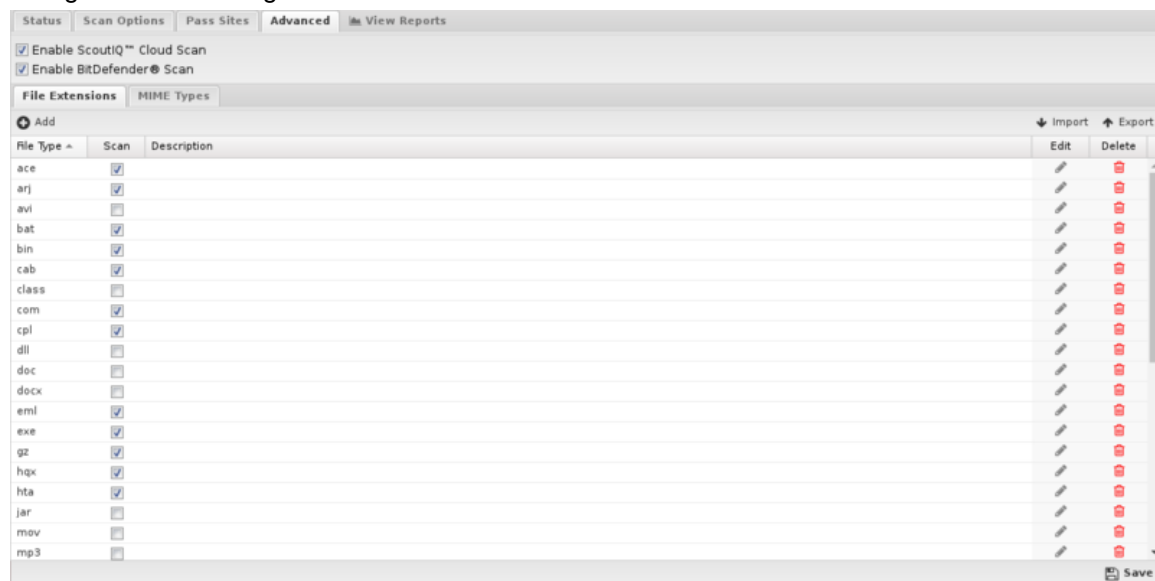 Status Scan Options Pass Sites Advanced View Reports
Enable ScoutIQ™ Cloud Scan
Enable BitDefender® Scan
File Extensions MIME Types
Add Import Export
File Type Scan Description Edit Delete
ace
arj
avi
bat
bin
cab
class
com
cpl
dll
doc
docx
eml
exe
gz
hqx
hta
jar
mov
mp3
Save